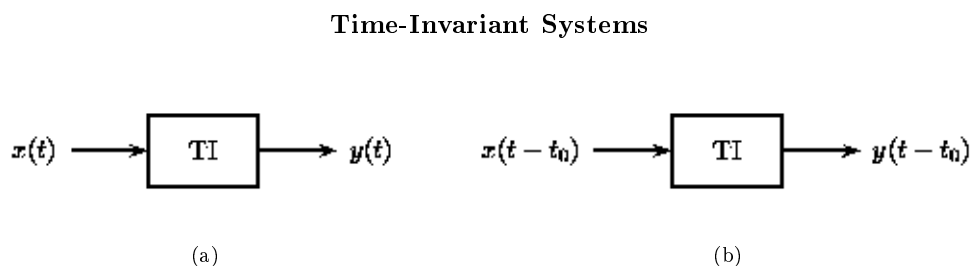 Time-Invariant Systems
x(t) TI y(t) x(t − t₀) TI y(t − t₀)
(a) (b)